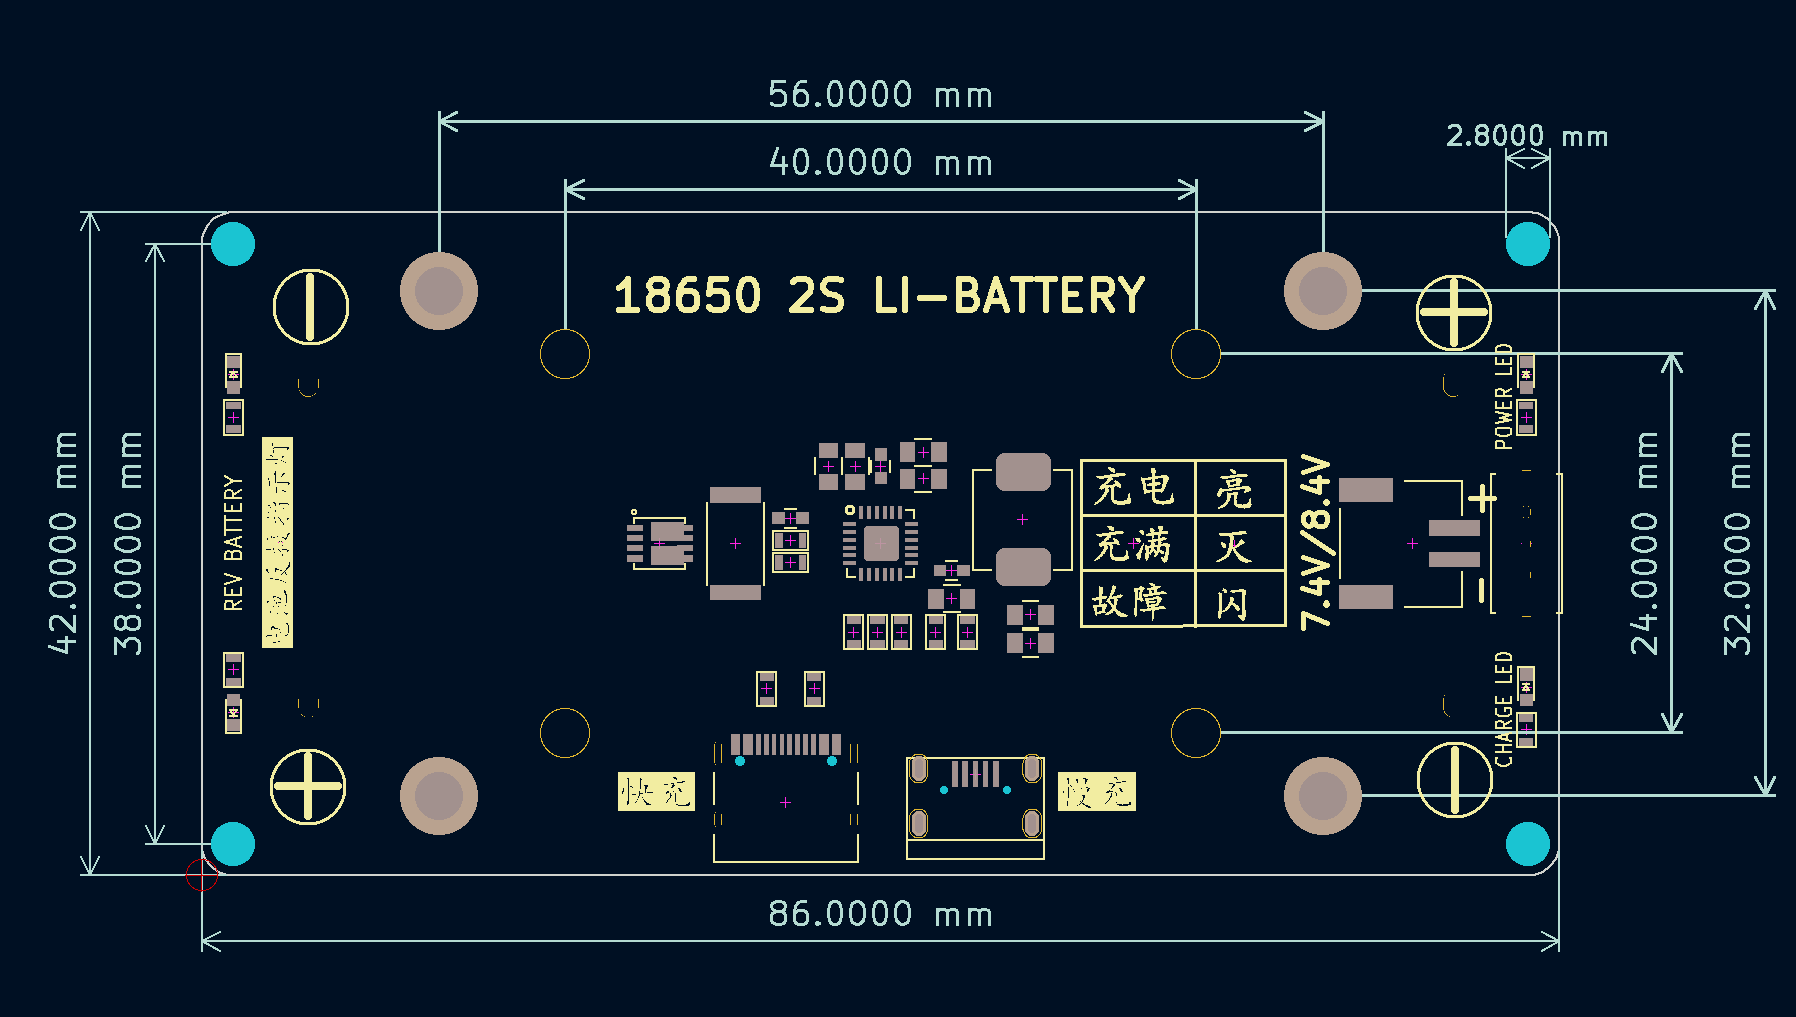 56.0000 mm
2.8000 mm
40.0000 mm
18650 2S LI-BATTERY
POWER LED
42.0000 mm
38.0000 mm
REV BATTERY
电池反接指示灯
充电 亮
充满 灭
故障 闪
7.4V/8.4V
+
-
24.0000 mm
32.0000 mm
CHARGE LED
快充
慢充
86.0000 mm